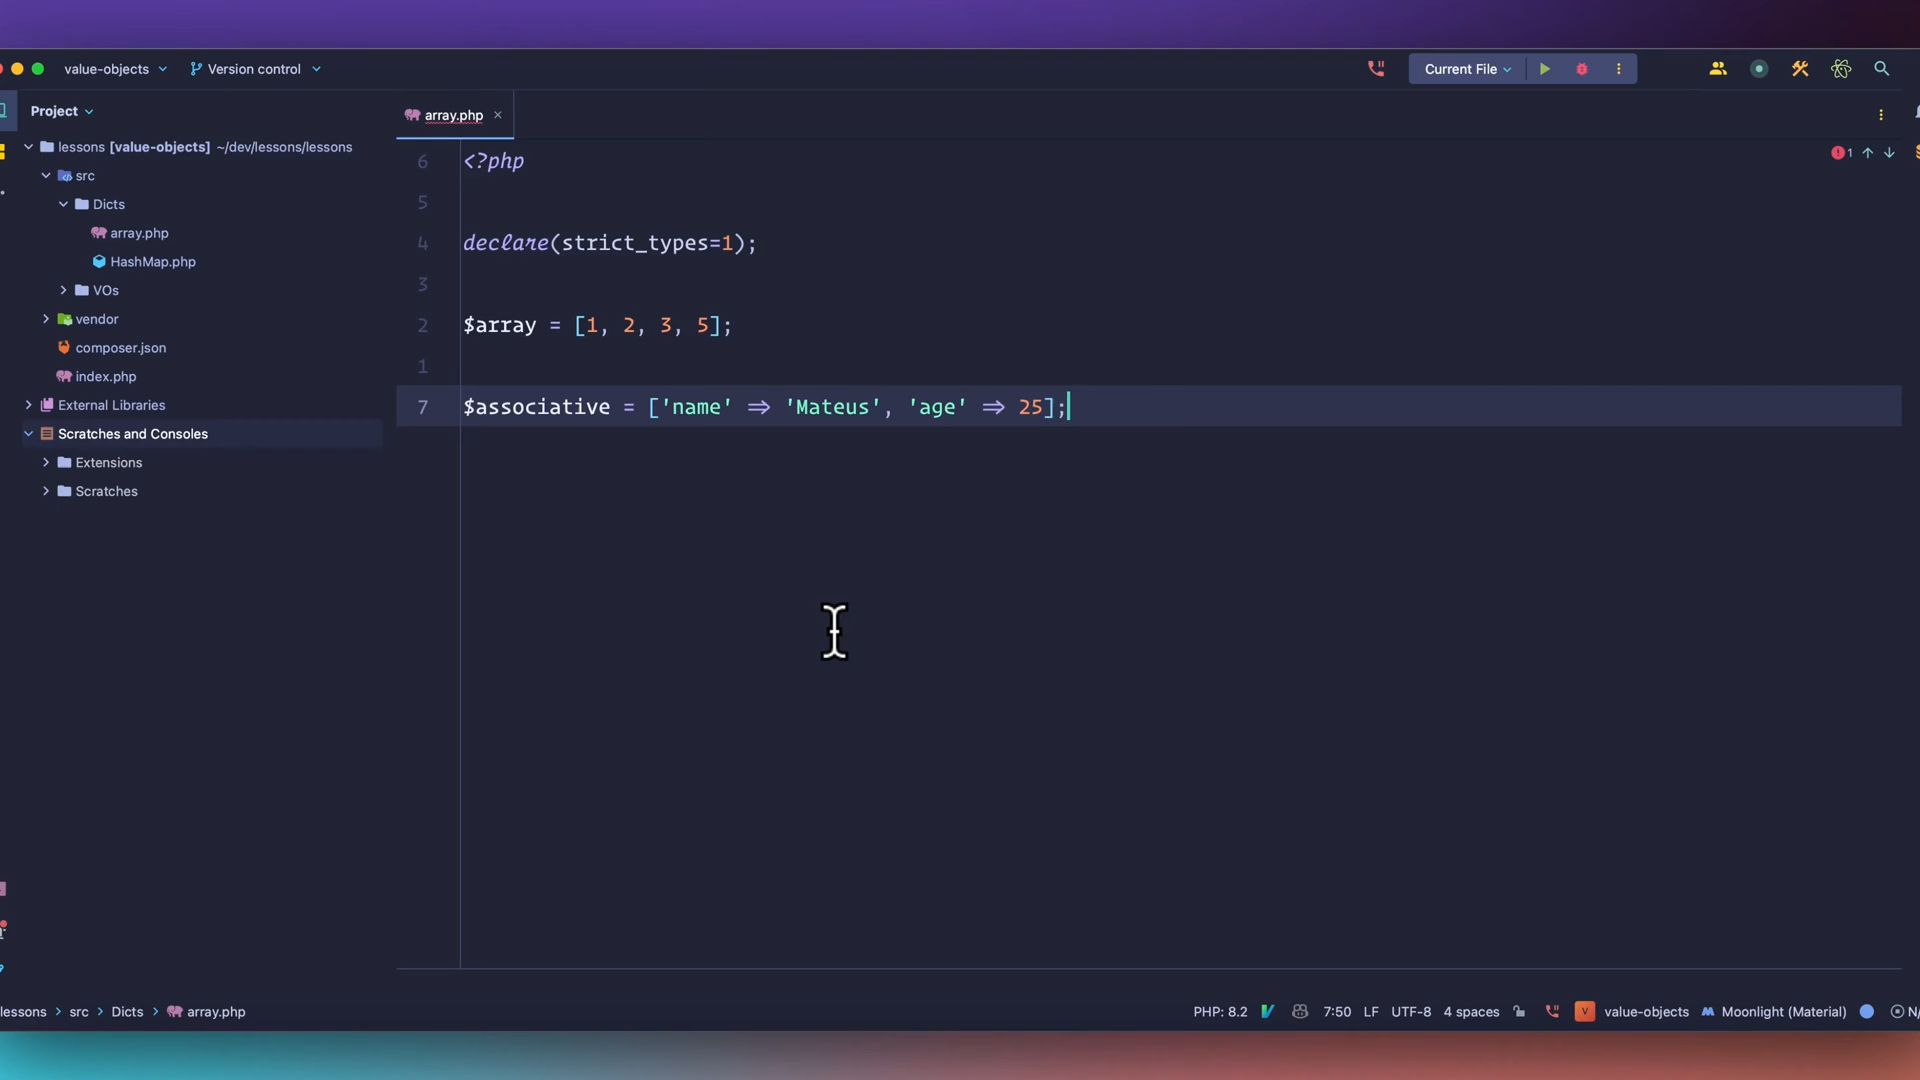 value-objects
Version control
Current File
Project
array.php
lessons [value-objects] ~/dev/lessons/lessons
src
Dicts
array.php
HashMap.php
VOs
vendor
composer.json
index.php
External Libraries
Scratches and Consoles
Extensions
Scratches
6 <?php
5
4 declare(strict_types=1);
3
2 $array = [1, 2, 3, 5];
1
7 $associative = ['name' => 'Mateus', 'age' => 25];
1
lessons > src > Dicts > array.php
PHP: 8.2 7:50 LF UTF-8 4 spaces V value-objects Moonlight (Material)